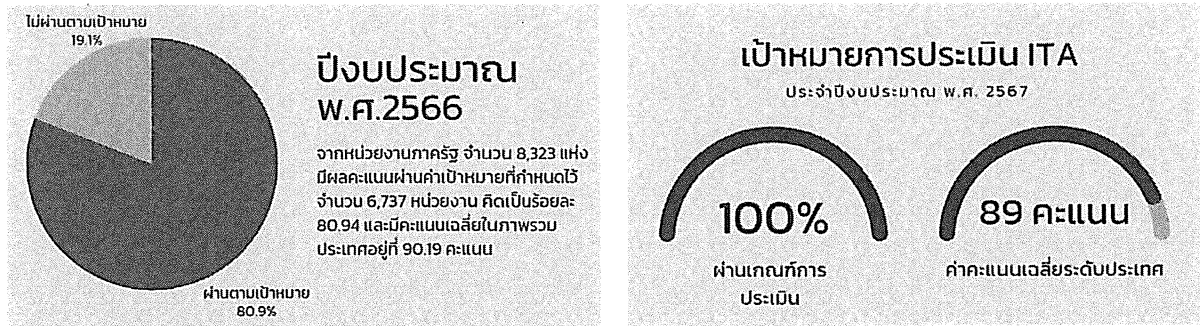 ไม่ผ่านตามเป้าหมาย
19.1%
ปีงบประมาณ
พ.ศ.2566
จากหน่วยงานภาครัฐ จำนวน 8,323 แห่ง
มีผลคะแนนผ่านค่าเป้าหมายที่กำหนดไว้
จำนวน 6,737 หน่วยงาน คิดเป็นร้อยละ
80.94 และมีคะแนนเฉลี่ยในภาพรวม
ประเทศอยู่ที่ 90.19 คะแนน
ผ่านตามเป้าหมาย
80.9%
เป้าหมายการประเมิน ITA
ประจำปีงบประมาณ พ.ศ. 2567
100%
ผ่านเกณฑ์การ
ประเมิน
89 คะแนน
ค่าคะแนนเฉลี่ยระดับประเทศ